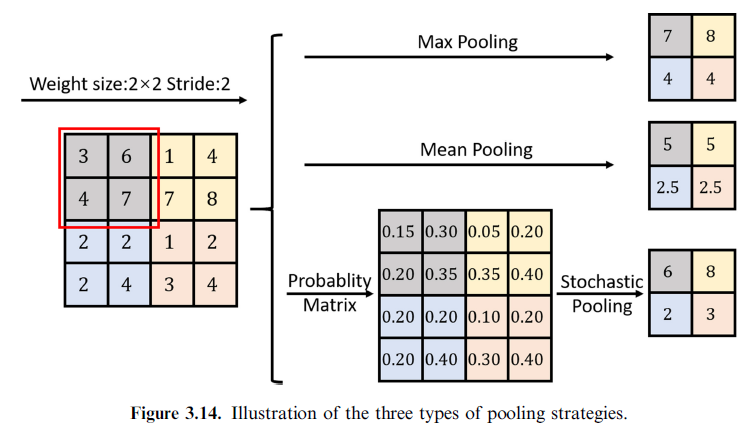 Max Pooling
7 8
4 4
Weight size:2×2 Stride:2
3 6 1 4
4 7 7 8
2 2 1 2
2 4 3 4
Mean Pooling
5 5
2.5 2.5
Probablity
Matrix
0.15 0.30 0.05 0.20
0.20 0.35 0.35 0.40
0.20 0.20 0.10 0.20
0.20 0.40 0.30 0.40
Stochastic
Pooling
6 8
2 3
Figure 3.14. Illustration of the three types of pooling strategies.